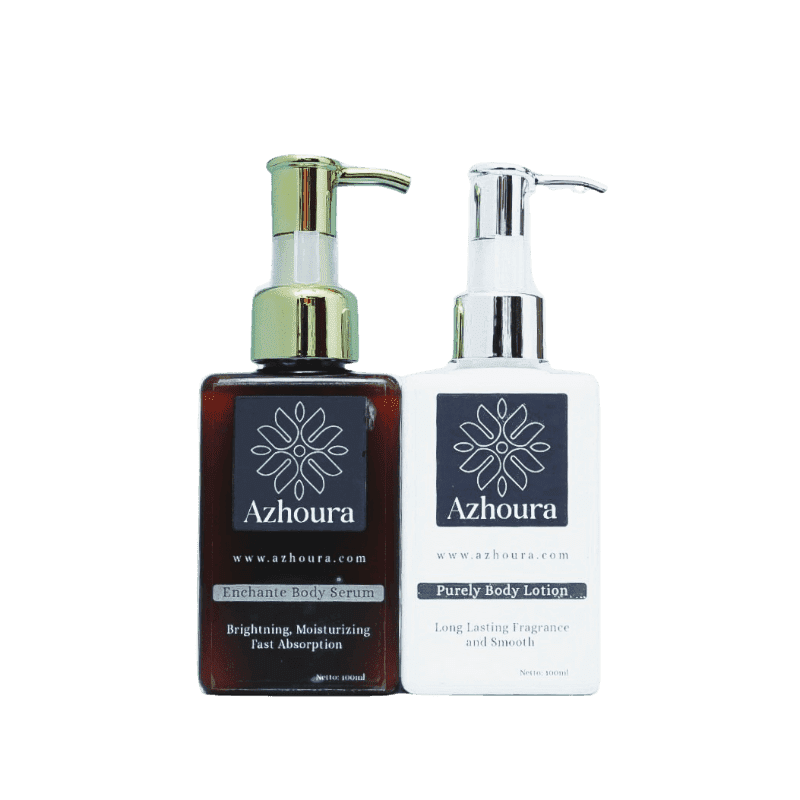 Azhoura
www.azhoura.com
Enchante Body Serum
Brightning, Moisturizing
Fast Absorption
Netto: 100ml
Azhoura
www.azhoura.com
Purely Body Lotion
Long Lasting Fragrance
and Smooth
Netto: 100ml